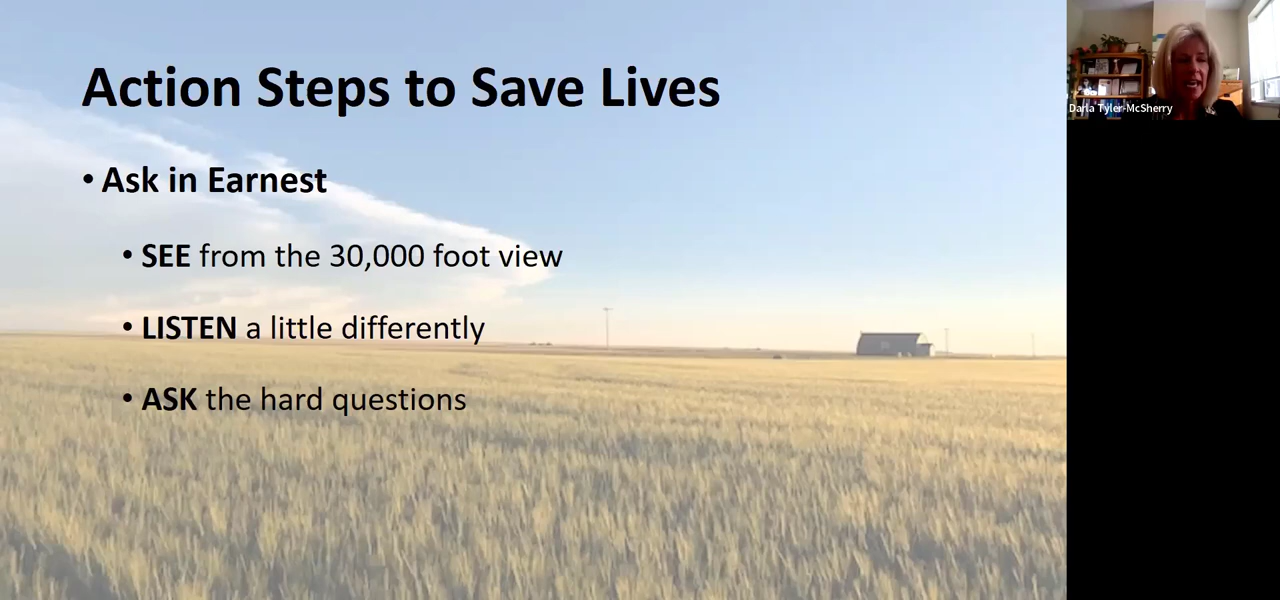 Action Steps to Save Lives
• Ask in Earnest
• SEE from the 30,000 foot view
• LISTEN a little differently
• ASK the hard questions
Darla Tyler-McSherry